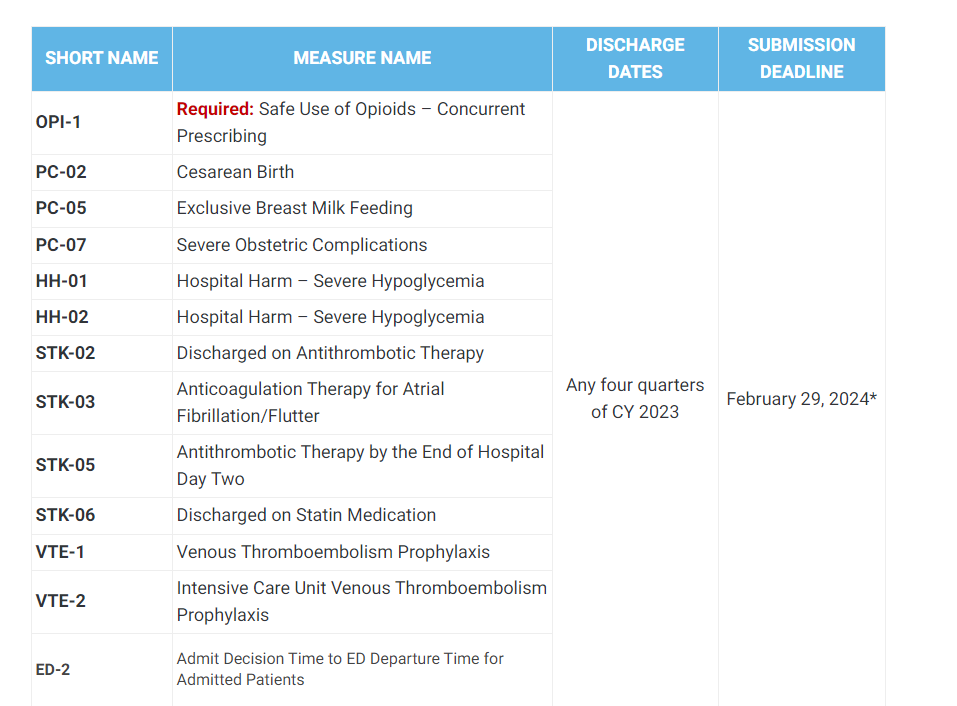 SHORT NAME
MEASURE NAME
DISCHARGE
DATES
SUBMISSION
DEADLINE
OPI-1
Required: Safe Use of Opioids – Concurrent
Prescribing
PC-02
Cesarean Birth
PC-05
Exclusive Breast Milk Feeding
PC-07
Severe Obstetric Complications
HH-01
Hospital Harm – Severe Hypoglycemia
HH-02
Hospital Harm – Severe Hypoglycemia
STK-02
Discharged on Antithrombotic Therapy
STK-03
Anticoagulation Therapy for Atrial
Fibrillation/Flutter
STK-05
Antithrombotic Therapy by the End of Hospital
Day Two
STK-06
Discharged on Statin Medication
VTE-1
Venous Thromboembolism Prophylaxis
VTE-2
Intensive Care Unit Venous Thromboembolism
Prophylaxis
ED-2
Admit Decision Time to ED Departure Time for
Admitted Patients
Any four quarters
of CY 2023
February 29, 2024*